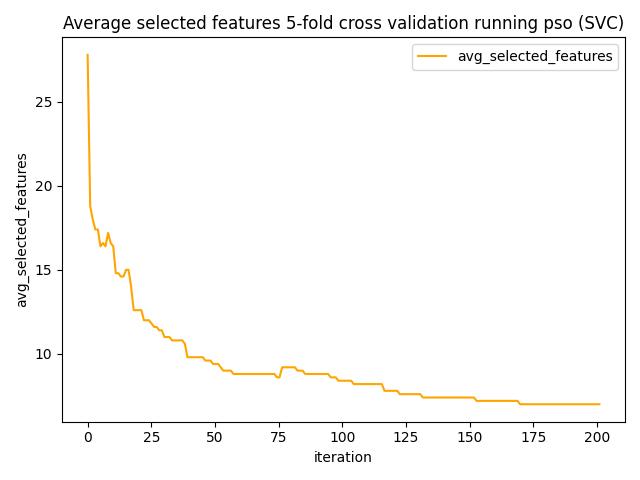 Average selected features 5-fold cross validation running pso (SVC)
avg_selected_features
avg_selected_features
25
20
15
10
0 25 50 75 100 125 150 175 200
iteration